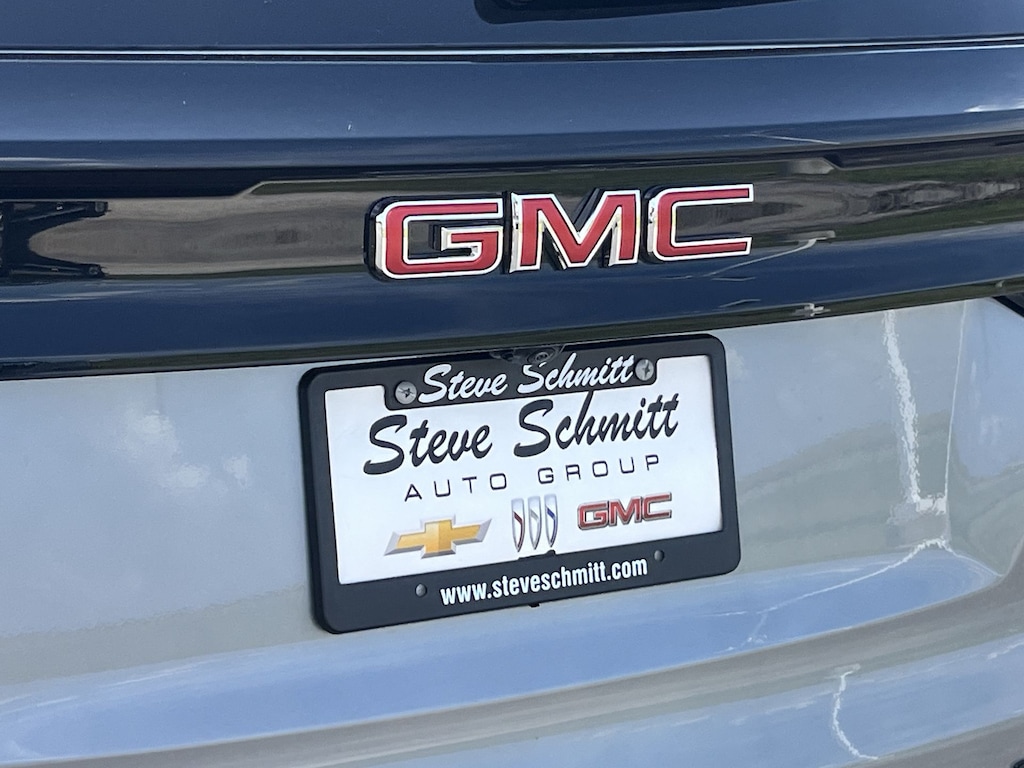 GMC
Steve Schmitt
Steve Schmitt
AUTO GROUP
GMC
www.steveschmitt.com